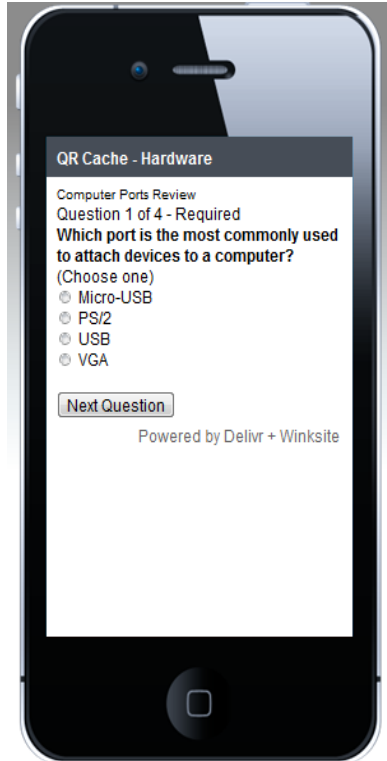 QR Cache - Hardware
Computer Ports Review
Question 1 of 4 - Required
Which port is the most commonly used
to attach devices to a computer?
(Choose one)
Micro-USB
PS/2
USB
VGA
Next Question
Powered by Delivr + Winksite